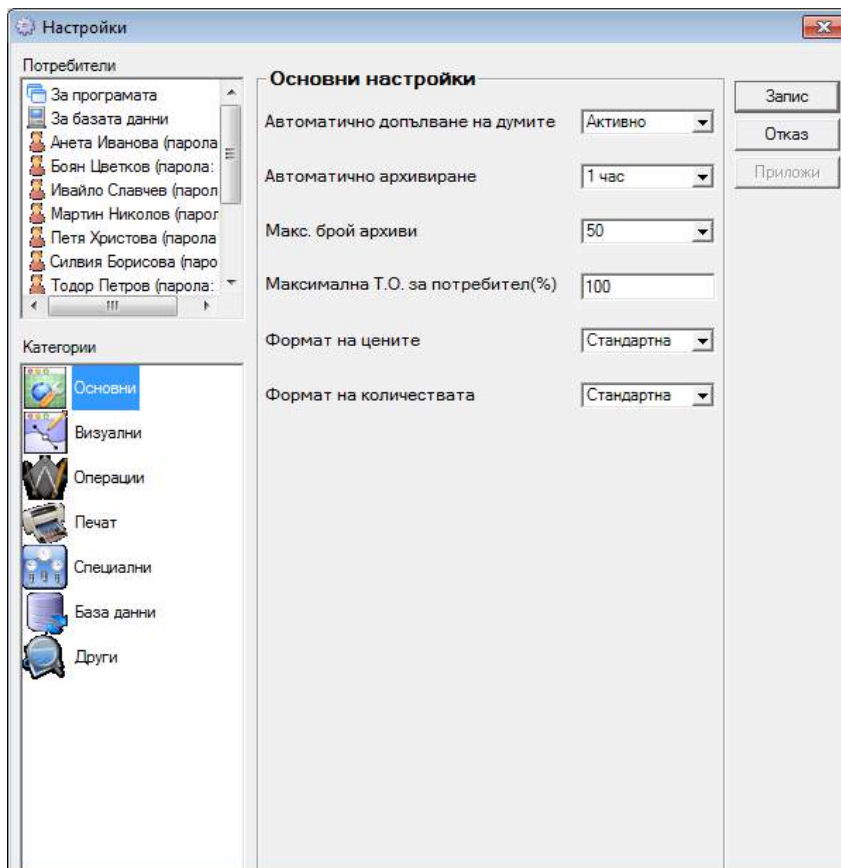 Настройки
Потребители
За програмата
За базата данни
Анета Иванова (парола
Боян Цветков (парола:
Ивайло Славчев (парол
Мартин Николов (парол
Петя Христова (парола
Силвия Борисова (паро
Тодор Петров (парола:
Категории
Основни
Визуални
Операции
Печат
Специални
База данни
Други
Основни настройки
Автоматично допълване на думите Активно
Автоматично архивиране 1 час
Макс. брой архиви 50
Максимална Т.О. за потребител(%) 100
Формат на цените Стандартна
Формат на количествата Стандартна
Запис
Отказ
Приложи